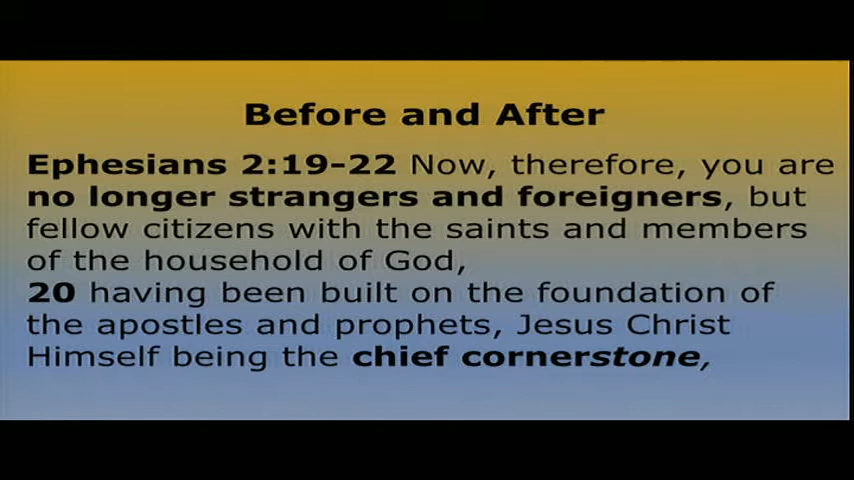 Before and After
Ephesians 2:19-22 Now, therefore, you are
no longer strangers and foreigners, but
fellow citizens with the saints and members
of the household of God,
20 having been built on the foundation of
the apostles and prophets, Jesus Christ
Himself being the chief cornerstone,